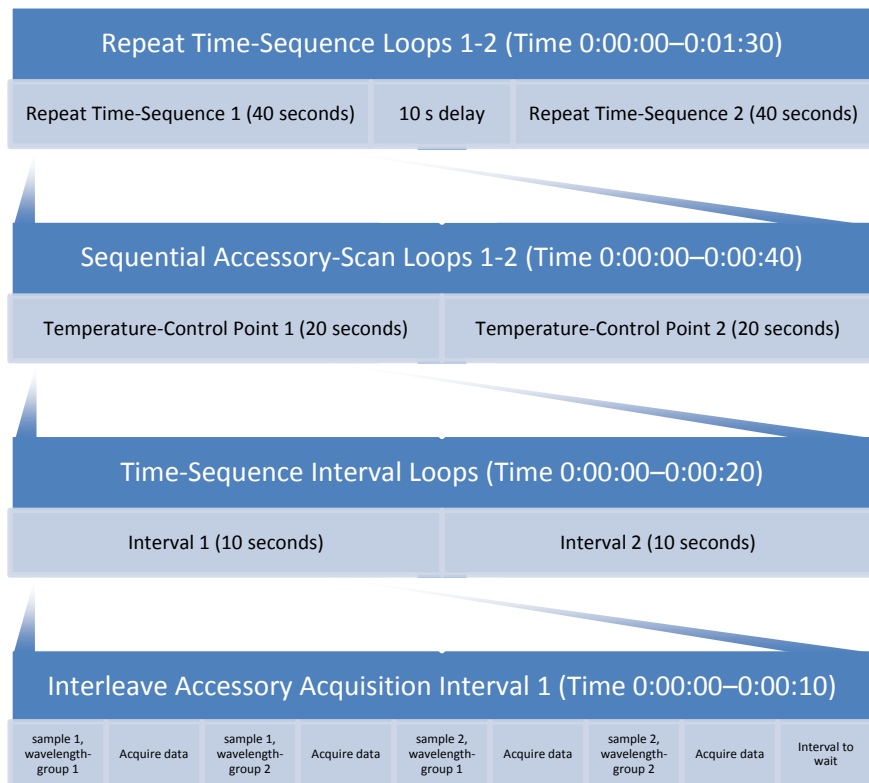 Repeat Time-Sequence Loops 1-2 (Time 0:00:00–0:01:30)
Repeat Time-Sequence 1 (40 seconds)
10 s delay
Repeat Time-Sequence 2 (40 seconds)
Sequential Accessory-Scan Loops 1-2 (Time 0:00:00–0:00:40)
Temperature-Control Point 1 (20 seconds)
Temperature-Control Point 2 (20 seconds)
Time-Sequence Interval Loops (Time 0:00:00–0:00:20)
Interval 1 (10 seconds)
Interval 2 (10 seconds)
Interleave Accessory Acquisition Interval 1 (Time 0:00:00–0:00:10)
sample 1,
wavelength-
group 1
Acquire data
sample 1,
wavelength-
group 2
Acquire data
sample 2,
wavelength-
group 1
Acquire data
sample 2,
wavelength-
group 2
Acquire data
Interval to
wait